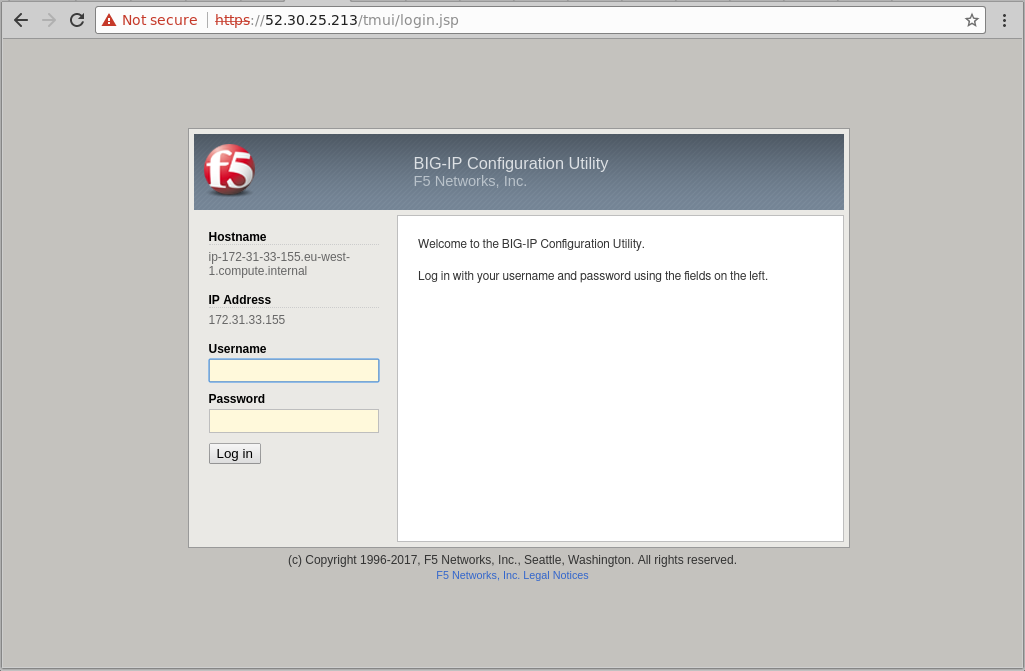 Not secure https://52.30.25.213/tmui/login.jsp
f5
BIG-IP Configuration Utility
F5 Networks, Inc.
Hostname
ip-172-31-33-155.eu-west-
1.compute.internal
IP Address
172.31.33.155
Username
Password
Log in
Welcome to the BIG-IP Configuration Utility.
Log in with your username and password using the fields on the left.
(c) Copyright 1996-2017, F5 Networks, Inc., Seattle, Washington. All rights reserved.
F5 Networks, Inc. Legal Notices